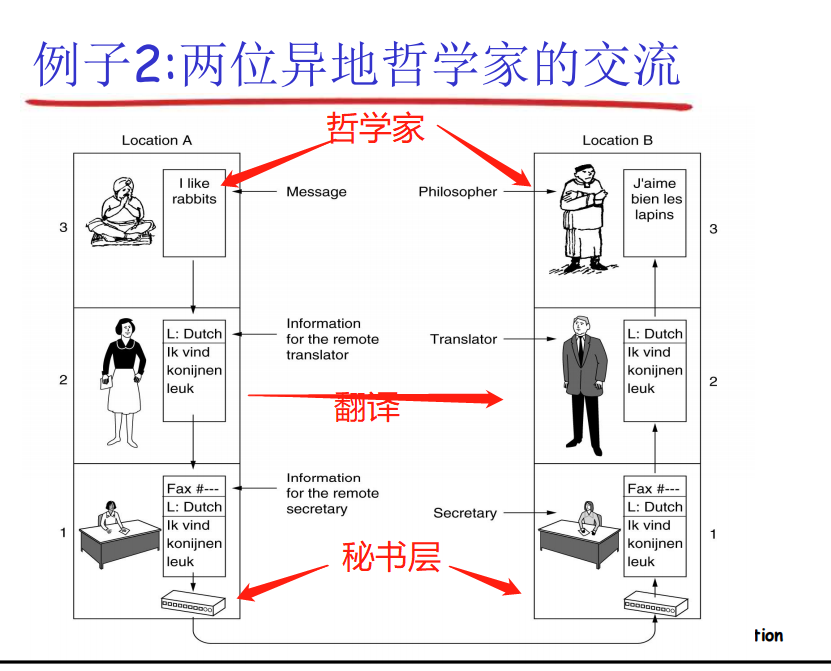 例子2:两位异地哲学家的交流
哲学家
Location A
Location B
I like
rabbits
Message
Philosopher
J'aime
bien les
lapins
3
3
L: Dutch
Ik vind
konijnen
leuk
Information
for the remote
translator
Translator
L: Dutch
Ik vind
konijnen
leuk
2
2
翻译
Fax #---
L: Dutch
Ik vind
konijnen
leuk
Information
for the remote
secretary
Secretary
Fax #---
L: Dutch
Ik vind
konijnen
leuk
1
1
秘书层